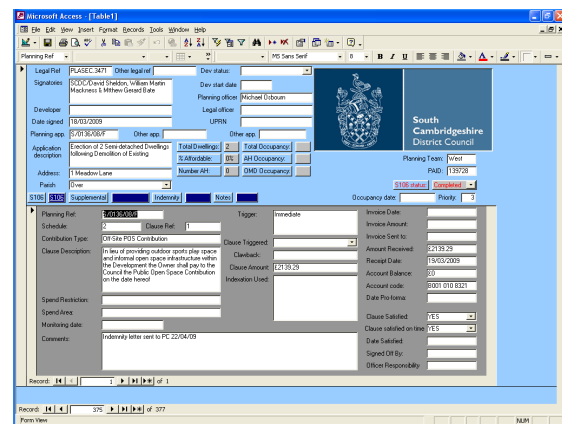 Microsoft Access - [Table1]
File Edit View Insert Format Records Tools Window Help
Planning Ref MS Sans Serif 8 B I U
Legal Ref PLASEC.3471 Other legal ref Dev status:
Signatories SCDC/David Sheldon, William Martin Mackness & Mtthew Gerard Bate
Dev start date
Planning officer Michael Osbourn
Developer Legal officer
Date signed 18/03/2009 UPRN
Planning app. S/0136/08/F Other app. Other app.
Application description Erection of 2 Semi-detached Dwellings following Demolition of Existing
Total Dwellings: 2 Total Occupancy:
% Affordable: 0% AH Occupancy:
Number AH: 0 OMD Occupancy:
Address: 1 Meadow Lane
Parish Over
South
Cambridgeshire
District Council
Planning Team: West
PAID: 139728
S106 status Completed
S106 S106 Supplemental Indemnity Notes Occupancy date: Priority: 3
Planning Ref: S/0136/08/F Trigger: Immediate Invoice Date:
Schedule: 2 Clause Ref: 1 Invoice Amount:
Contribution Type: Off-Site POS Contribution Clause Triggered: Invoice Sent to:
Clause Description: In lieu of providing outdoor sports play space
and informal open space infrastructure within
the Development the Owner shall pay to the
Council the Public Open Space Contribution
on the date hereof
Clawback:
Clause Amount: £2139.29
Indexation Used:
Amount Received: £2139.29
Receipt Date: 19/03/2009
Account Balance: £0
Account code: B001 010 8321
Date Pro-forma:
Spend Restriction:
Spend Area:
Monitoring date:
Clause Satisfied: YES
Clause satisfied on time YES
Comments: Indemnity letter sent to PC 22/04/09
Date Satisfied:
Signed Off By:
Officer Responsibility
Record: 1 of 1
Record: 375 of 377
Form View NUM